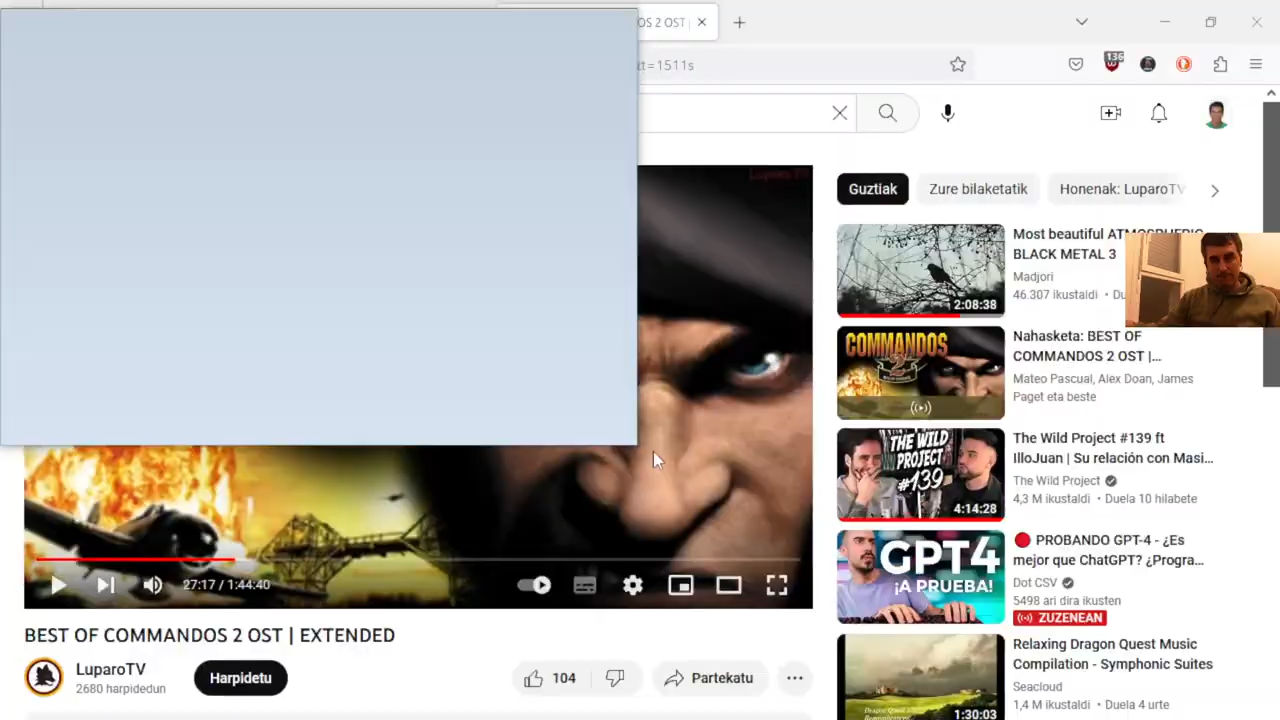 OS 2 OST |
t=1511s
136
Guztiak
Zure bilaketatik
Honenak: LuparoTV
Most beautiful ATMOSPHERIC
BLACK METAL 3
Madjori
46.307 ikustaldi • Du
2:08:38
COMMANDOS
2
Nahasketa: BEST OF
COMMANDOS 2 OST |...
Mateo Pascual, Alex Doan, James
Paget eta beste
THE WILD
PROJECT
#139
4:14:28
The Wild Project #139 ft
IlloJuan | Su relación con Masi...
The Wild Project
4,3 M ikustaldi • Duela 10 hilabete
GPT4
¡A PRUEBA!
PROBANDO GPT-4 - ¿Es
mejor que ChatGPT? ¿Progra...
Dot CSV
5498 ari dira ikusten
ZUZENEAN
27:17 / 1:44:40
BEST OF COMMANDOS 2 OST | EXTENDED
LuparoTV
2680 harpidedun
Harpidetu
104
Partekatu
Relaxing Dragon Quest Music
Compilation - Symphonic Suites
Seacloud
1,4 M ikustaldi • Duela 4 urte
1:30:03